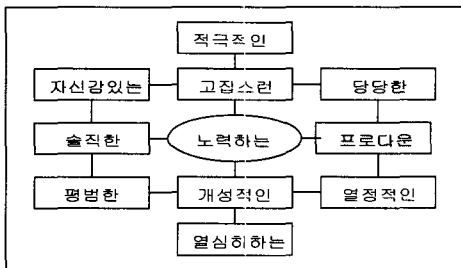 적극적인
자신감있는 고집스런 당당한
솔직한 노력하는 프로다운
평범한 개성적인 열정적인
열심히하는